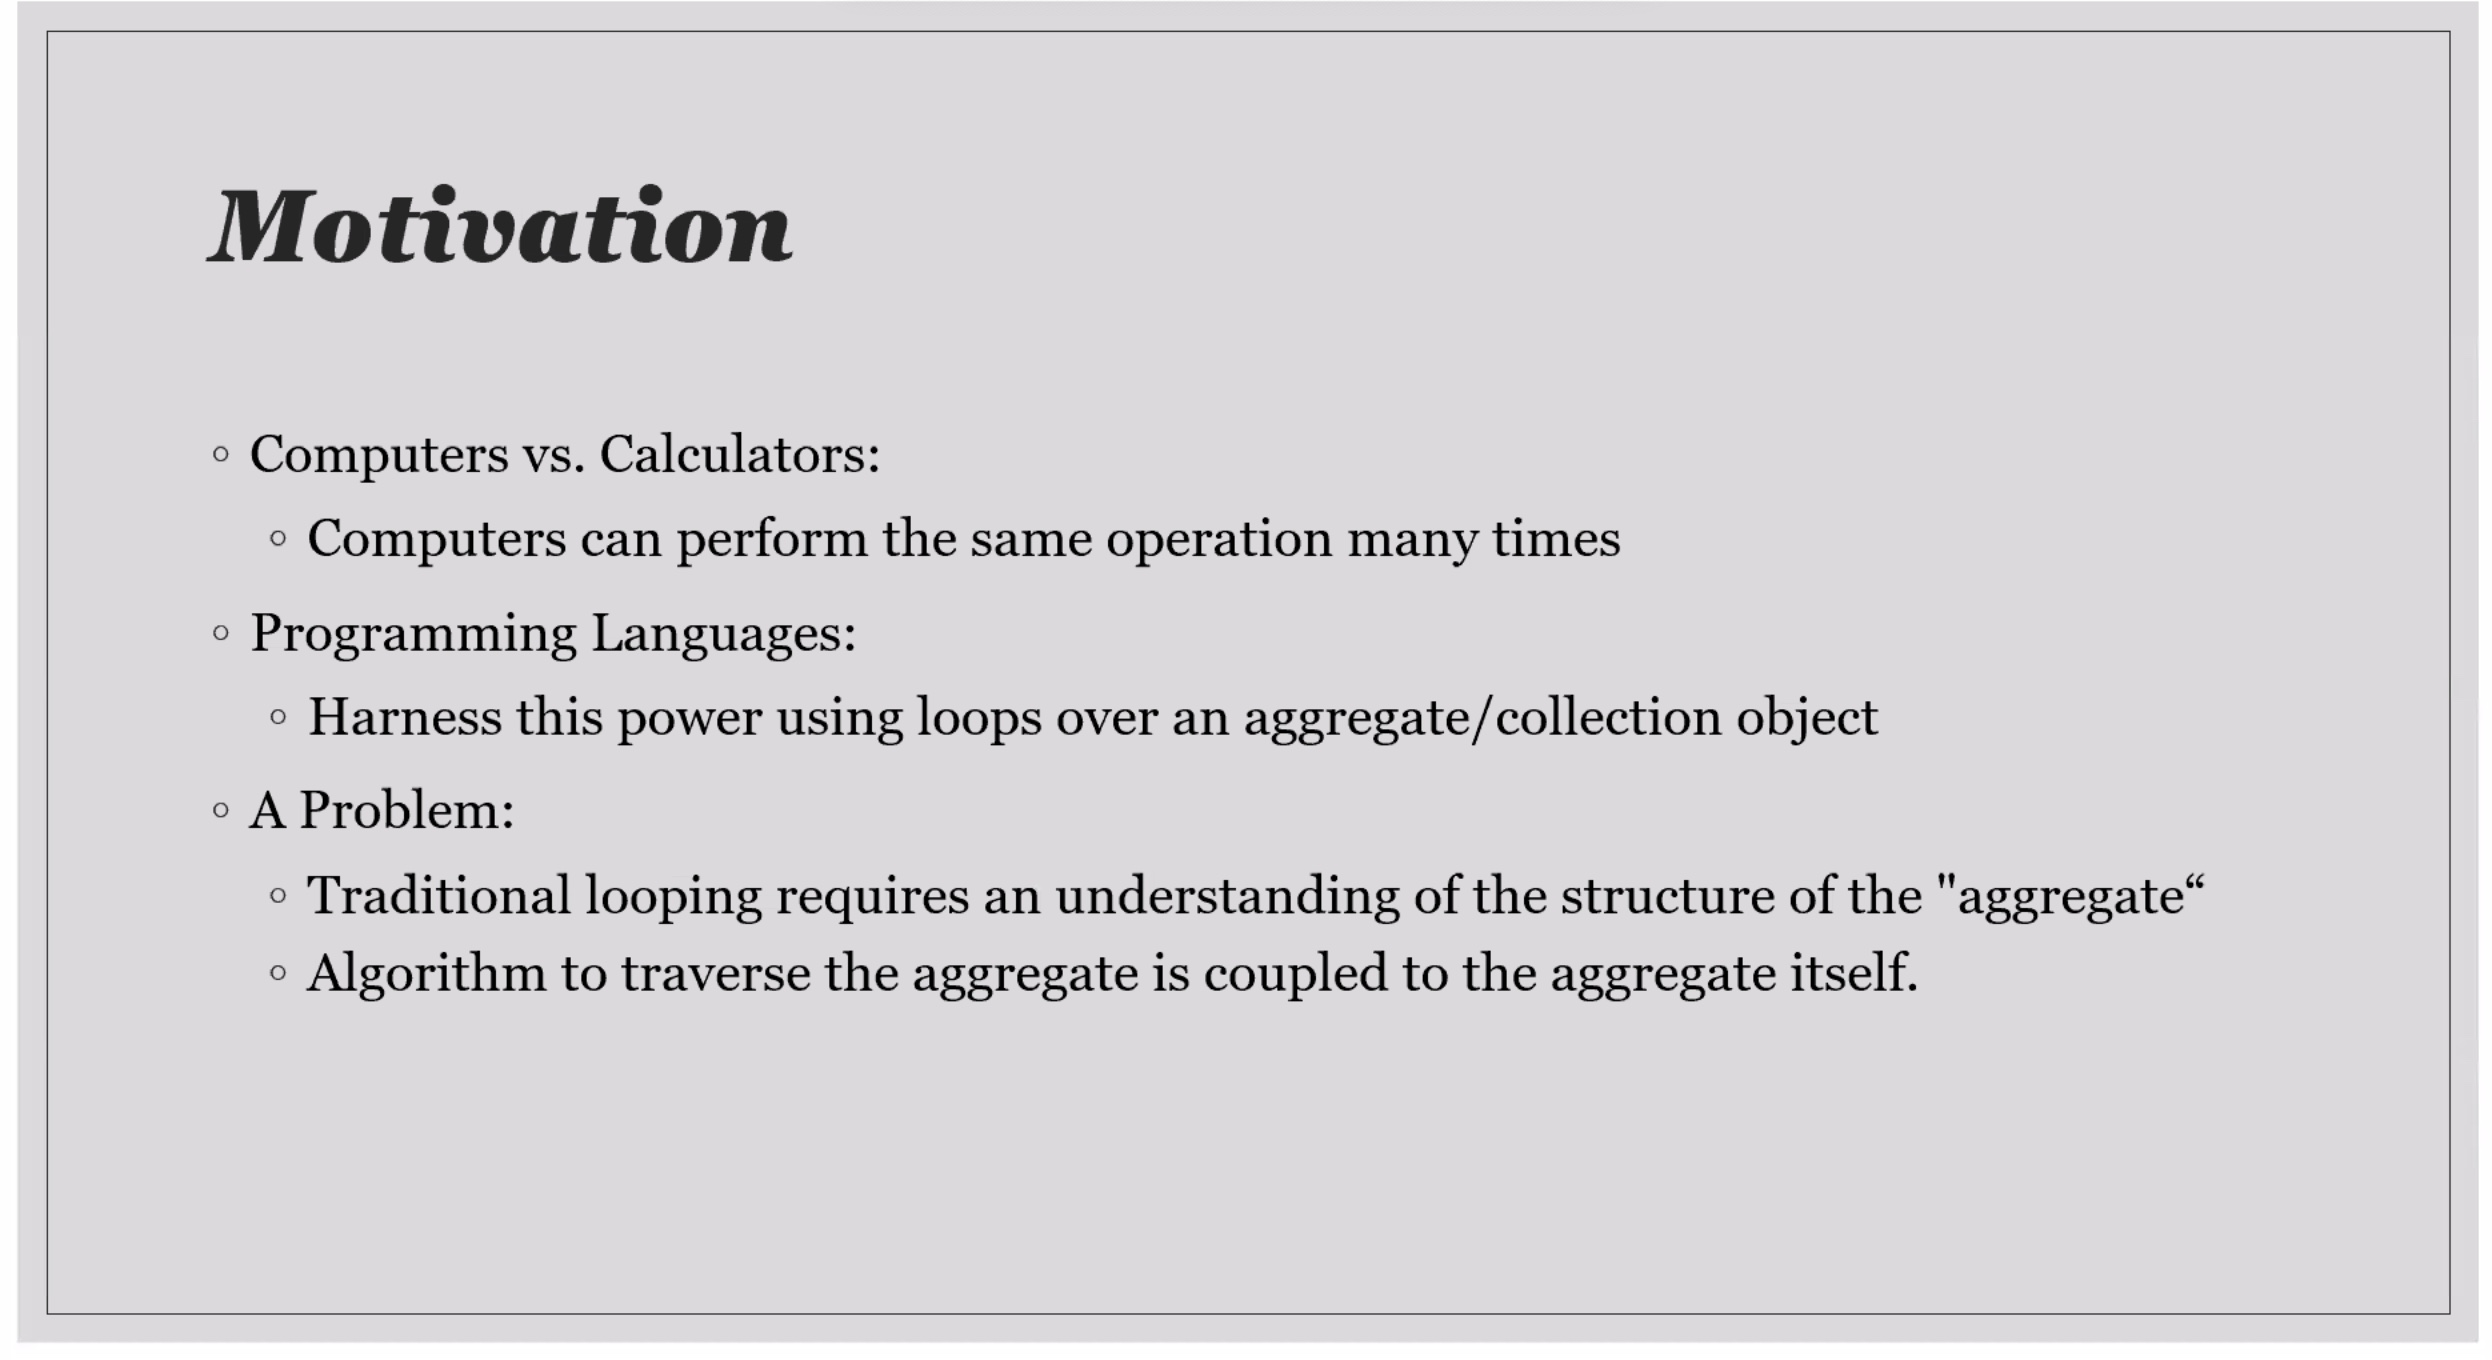 Motivation
◦ Computers vs. Calculators:
◦ Computers can perform the same operation many times
◦ Programming Languages:
◦ Harness this power using loops over an aggregate/collection object
◦ A Problem:
◦ Traditional looping requires an understanding of the structure of the "aggregate“
◦ Algorithm to traverse the aggregate is coupled to the aggregate itself.